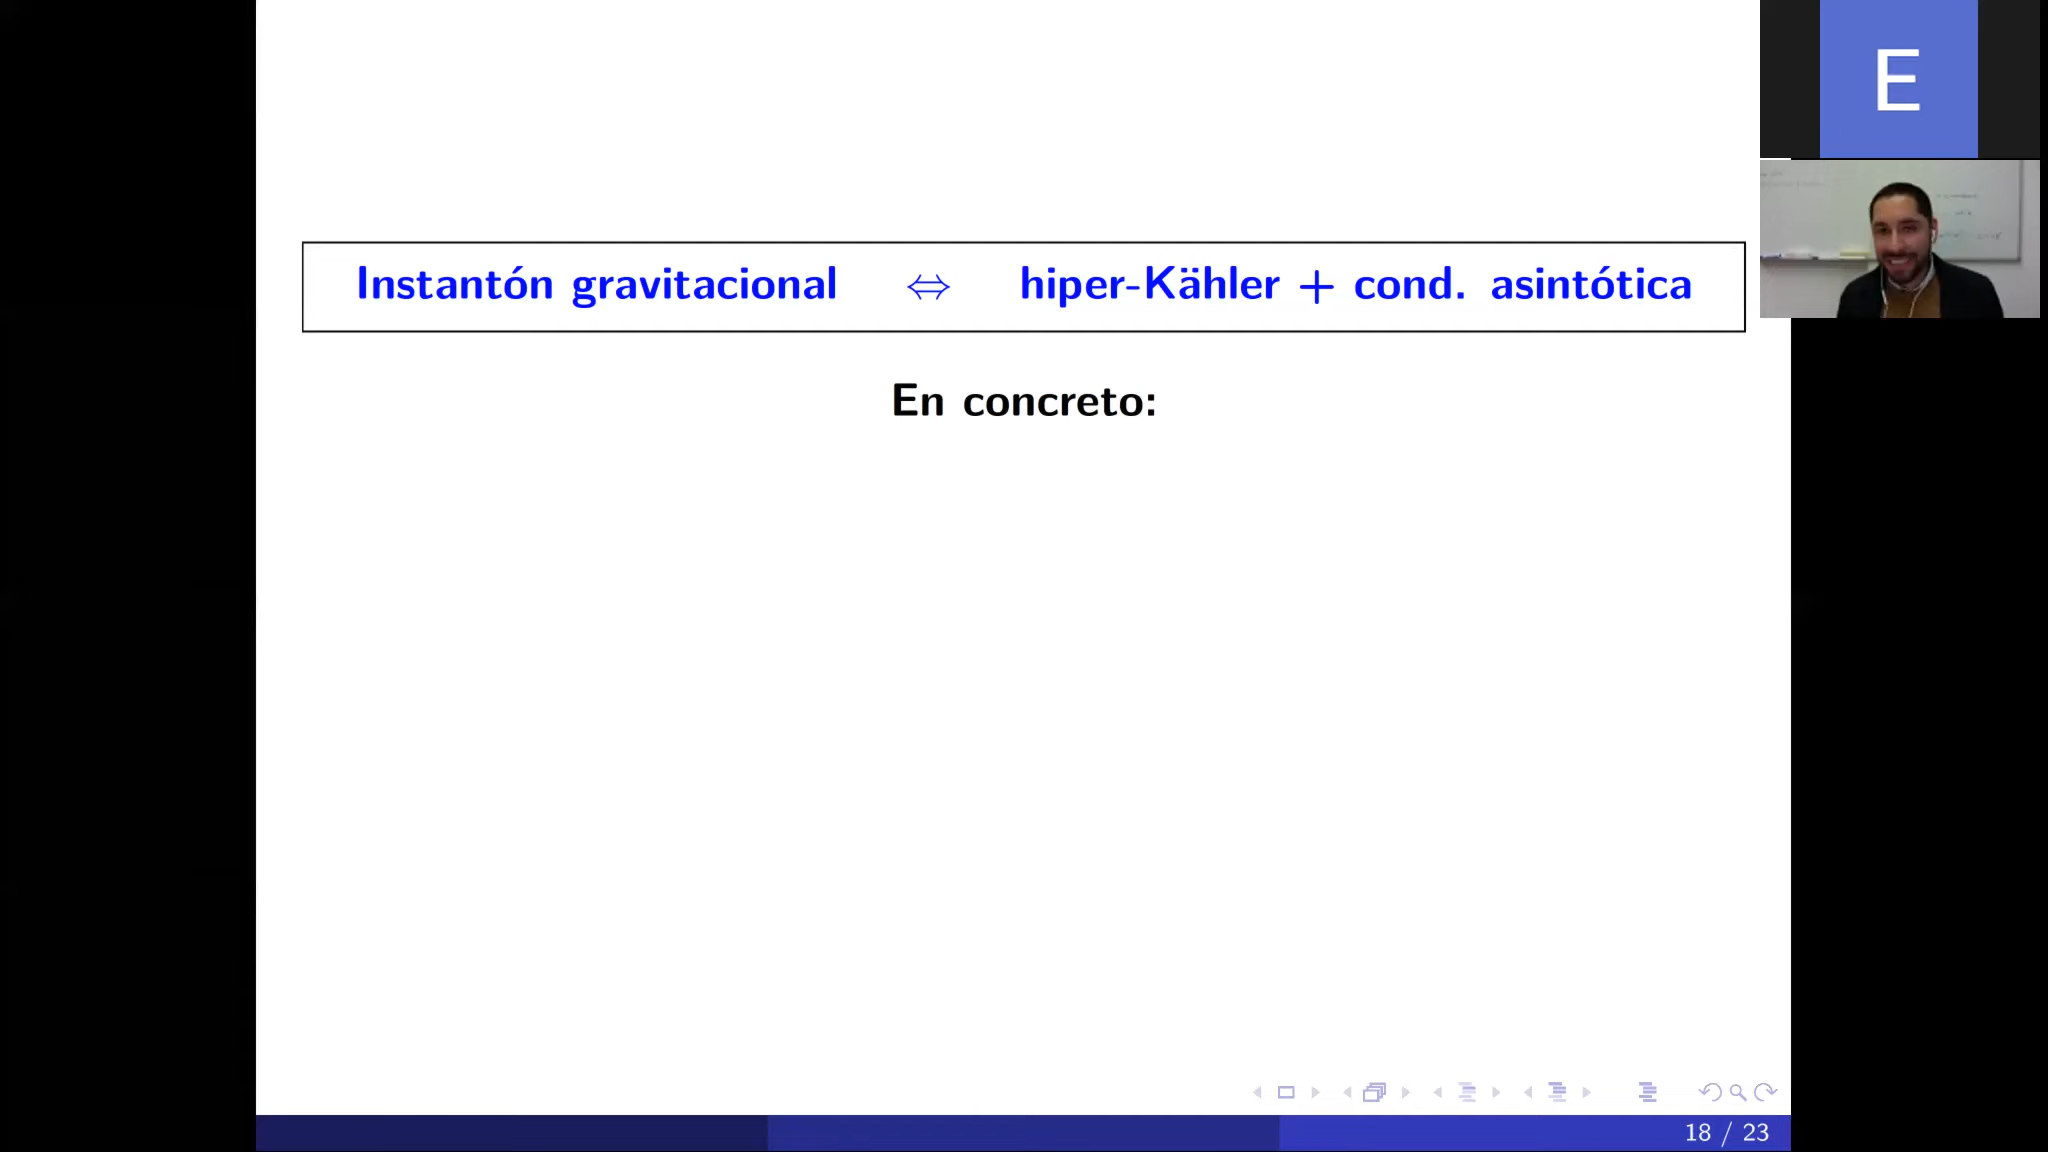 E
Instantón gravitacional ⇔ hiper-Kähler + cond. asintótica
En concreto:
18 / 23